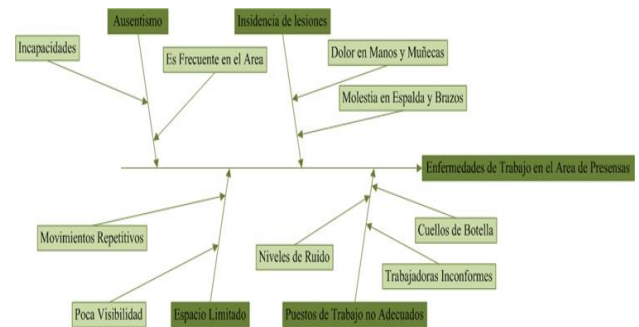 Ausentismo
Insidencia de lesiones
Incapacidades
Es Frecuente en el Area
Dolor en Manos y Muñecas
Molestia en Espalda y Brazos
Enfermedades de Trabajo en el Area de Presensas
Movimientos Repetitivos
Cuellos de Botella
Niveles de Ruido
Trabajadoras Inconformes
Poca Visibilidad
Espacio Limitado
Puestos de Trabajo no Adecuados